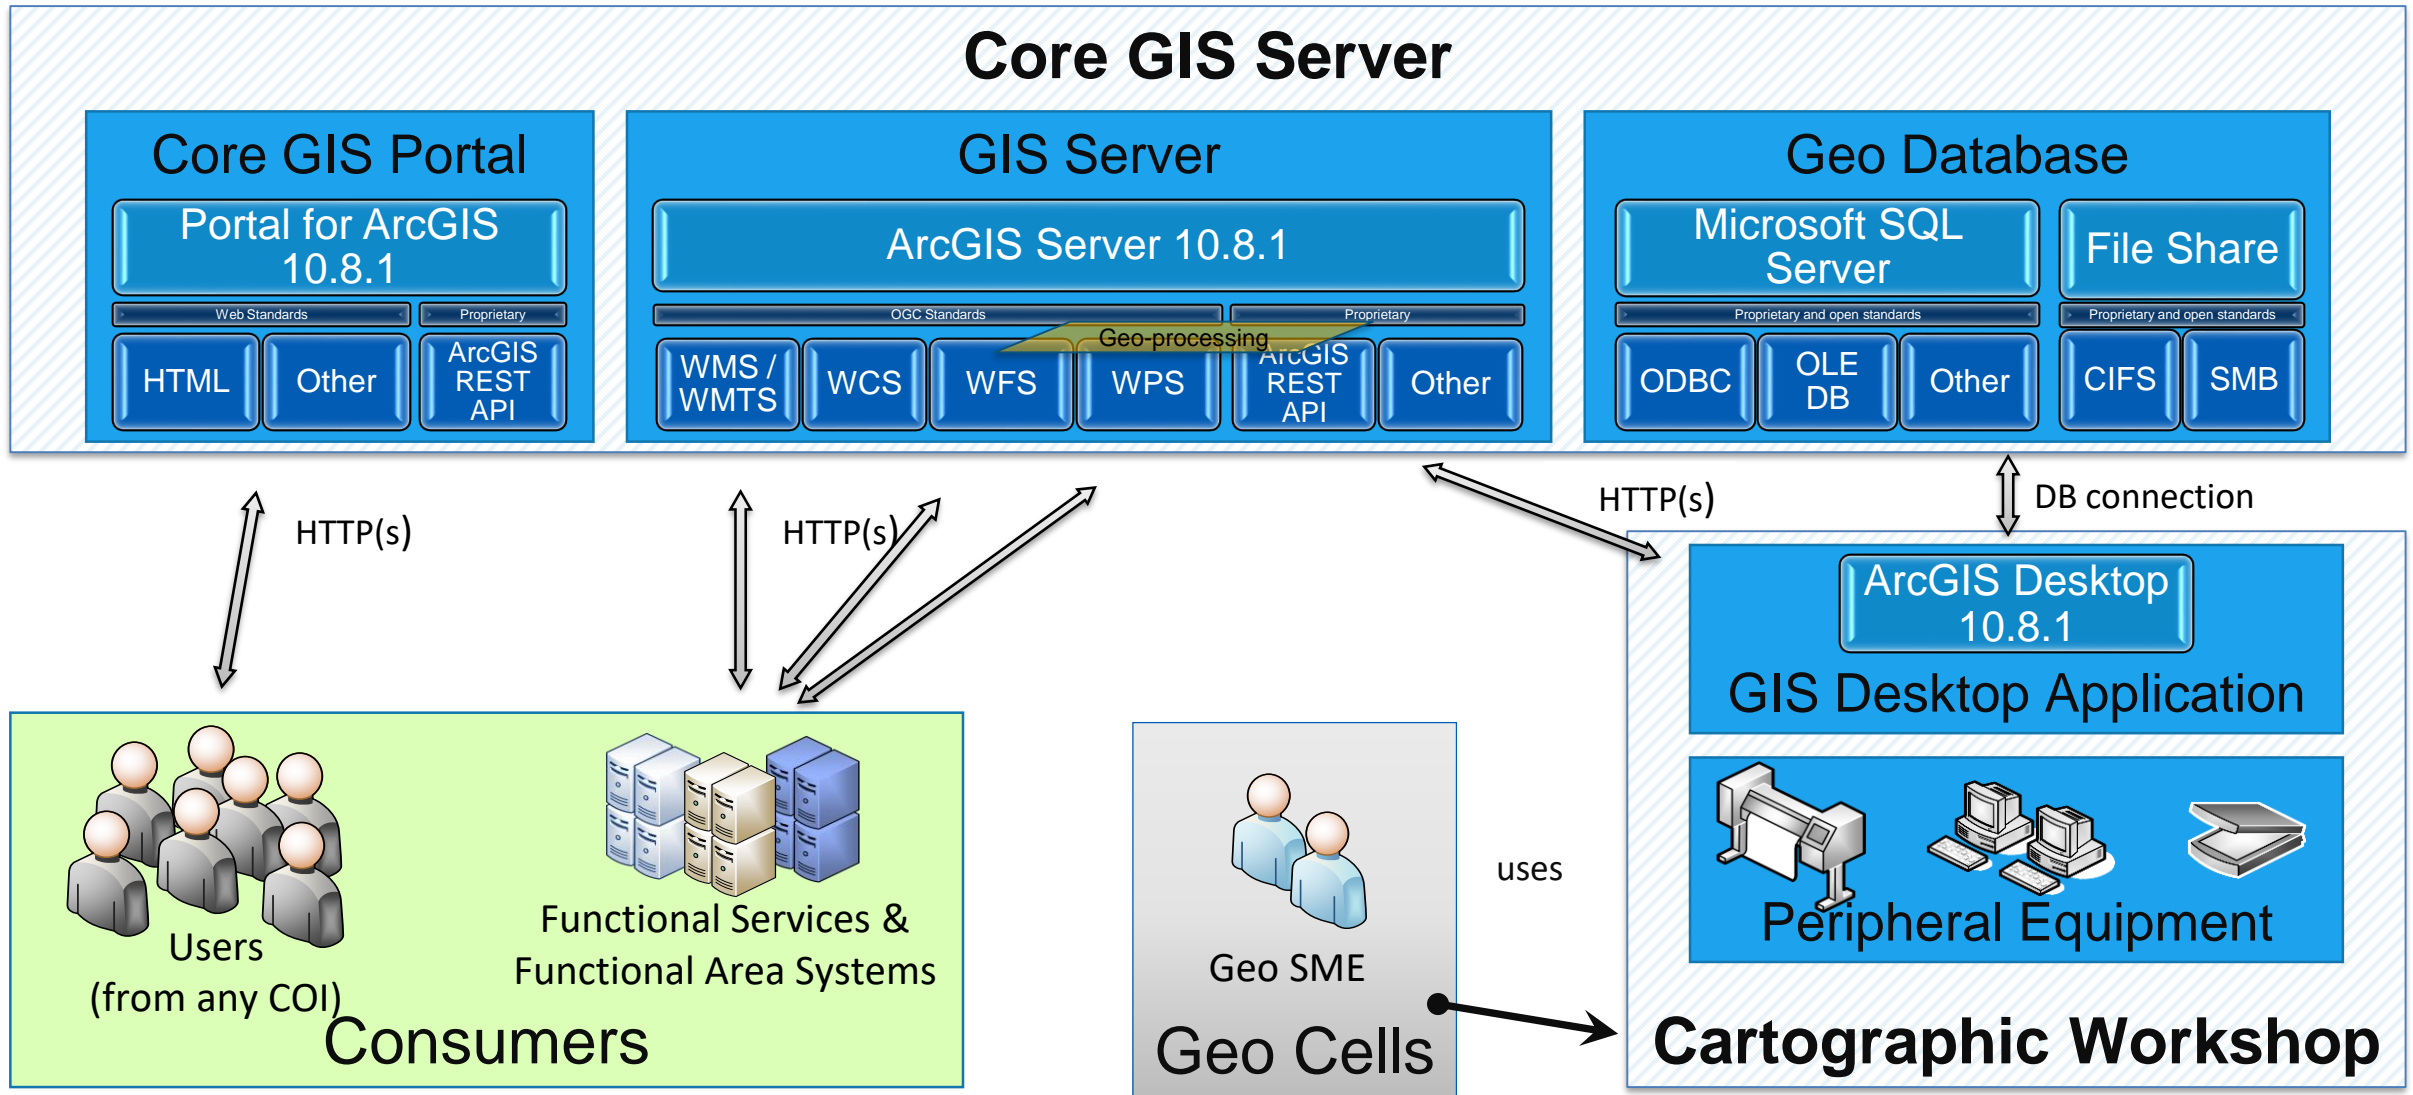 Core GIS Server
Core GIS Portal
Portal for ArcGIS
10.8.1
Web Standards
Proprietary
HTML
Other
ArcGIS
REST
API
GIS Server
ArcGIS Server 10.8.1
OGC Standards
Proprietary
Geo-processing
WMS /
WMTS
WCS
WFS
WPS
ArcGIS
REST
API
Other
Geo Database
Microsoft SQL
Server
File Share
Proprietary and open standards
Proprietary and open standards
ODBC
OLE
DB
Other
CIFS
SMB
HTTP(s)
HTTP(s)
HTTP(s)
DB connection
ArcGIS Desktop
10.8.1
GIS Desktop Application
Peripheral Equipment
Cartographic Workshop
Users
(from any COI)
Functional Services &
Functional Area Systems
Consumers
Geo SME
Geo Cells
uses